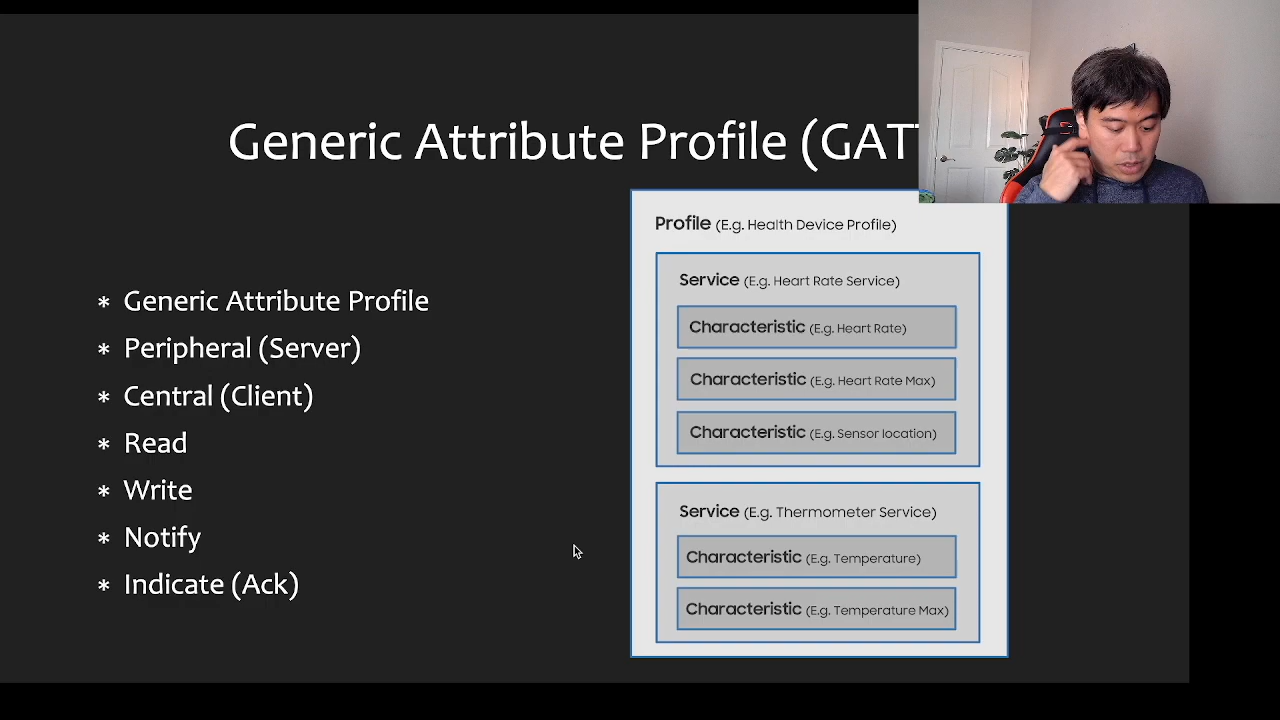 Generic Attribute Profile (GAT
* Generic Attribute Profile
* Peripheral (Server)
* Central (Client)
* Read
* Write
* Notify
* Indicate (Ack)
Profile (E.g. Health Device Profile)
Service (E.g. Heart Rate Service)
Characteristic (E.g. Heart Rate)
Characteristic (E.g. Heart Rate Max)
Characteristic (E.g. Sensor location)
Service (E.g. Thermometer Service)
Characteristic (E.g. Temperature)
Characteristic (E.g. Temperature Max)